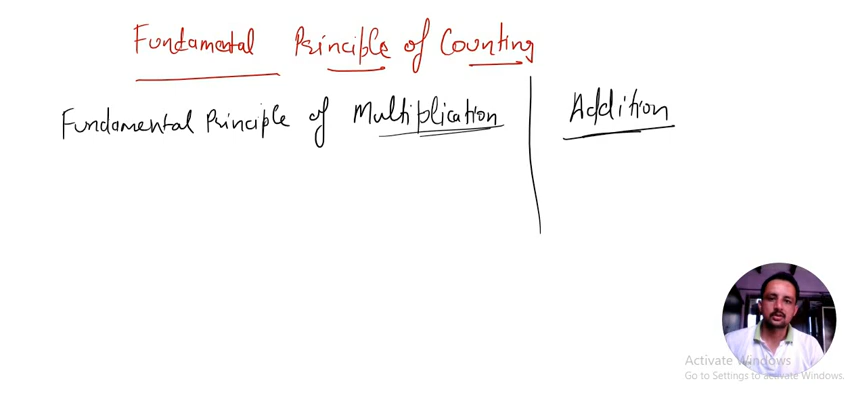 Fundamental Principle of Counting
Fundamental Principle of Multiplication
Addition
Activate Windows
Go to Settings to activate Windows.